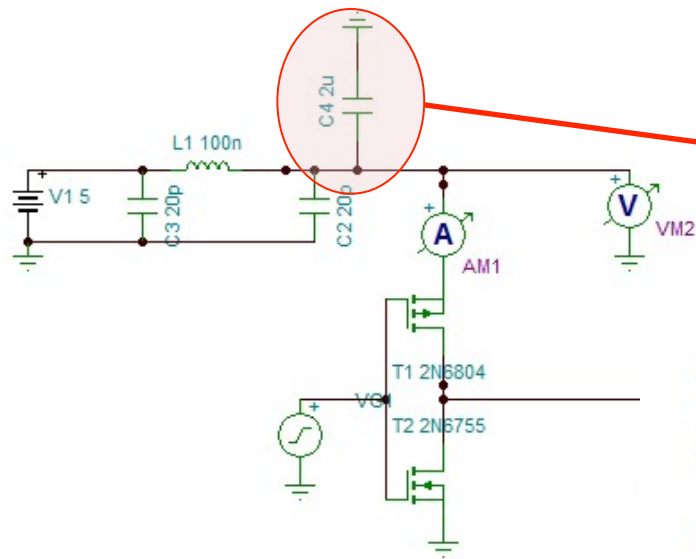 C4 2u
L1 100n
V1 5
C3 20p
C2 20p
A
AM1
V
VM2
T1 2N6804
VG1
T2 2N6755